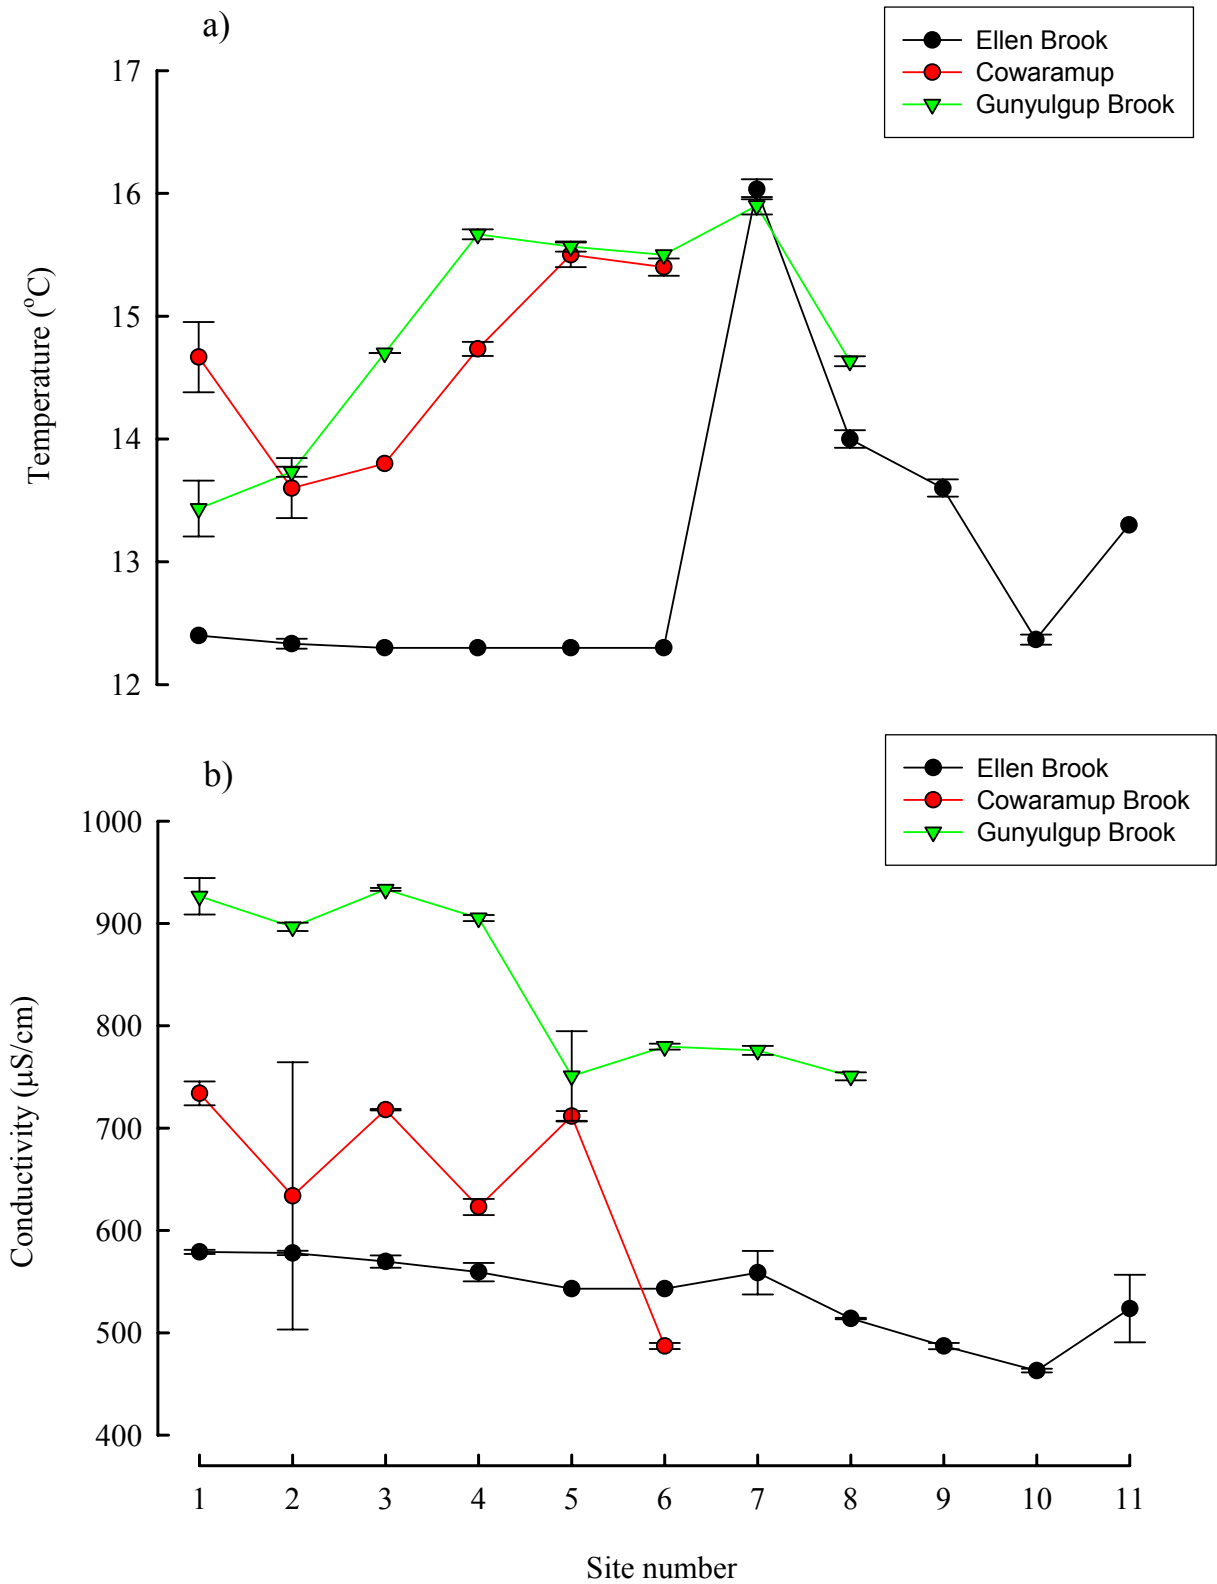 a)
Ellen Brook
Cowaramup
Gunyulgup Brook
17
16
15
14
13
12
Temperature (°C)
b)
Ellen Brook
Cowaramup Brook
Gunyulgup Brook
1000
900
800
700
600
500
400
Conductivity (µS/cm)
1 2 3 4 5 6 7 8 9 10 11
Site number